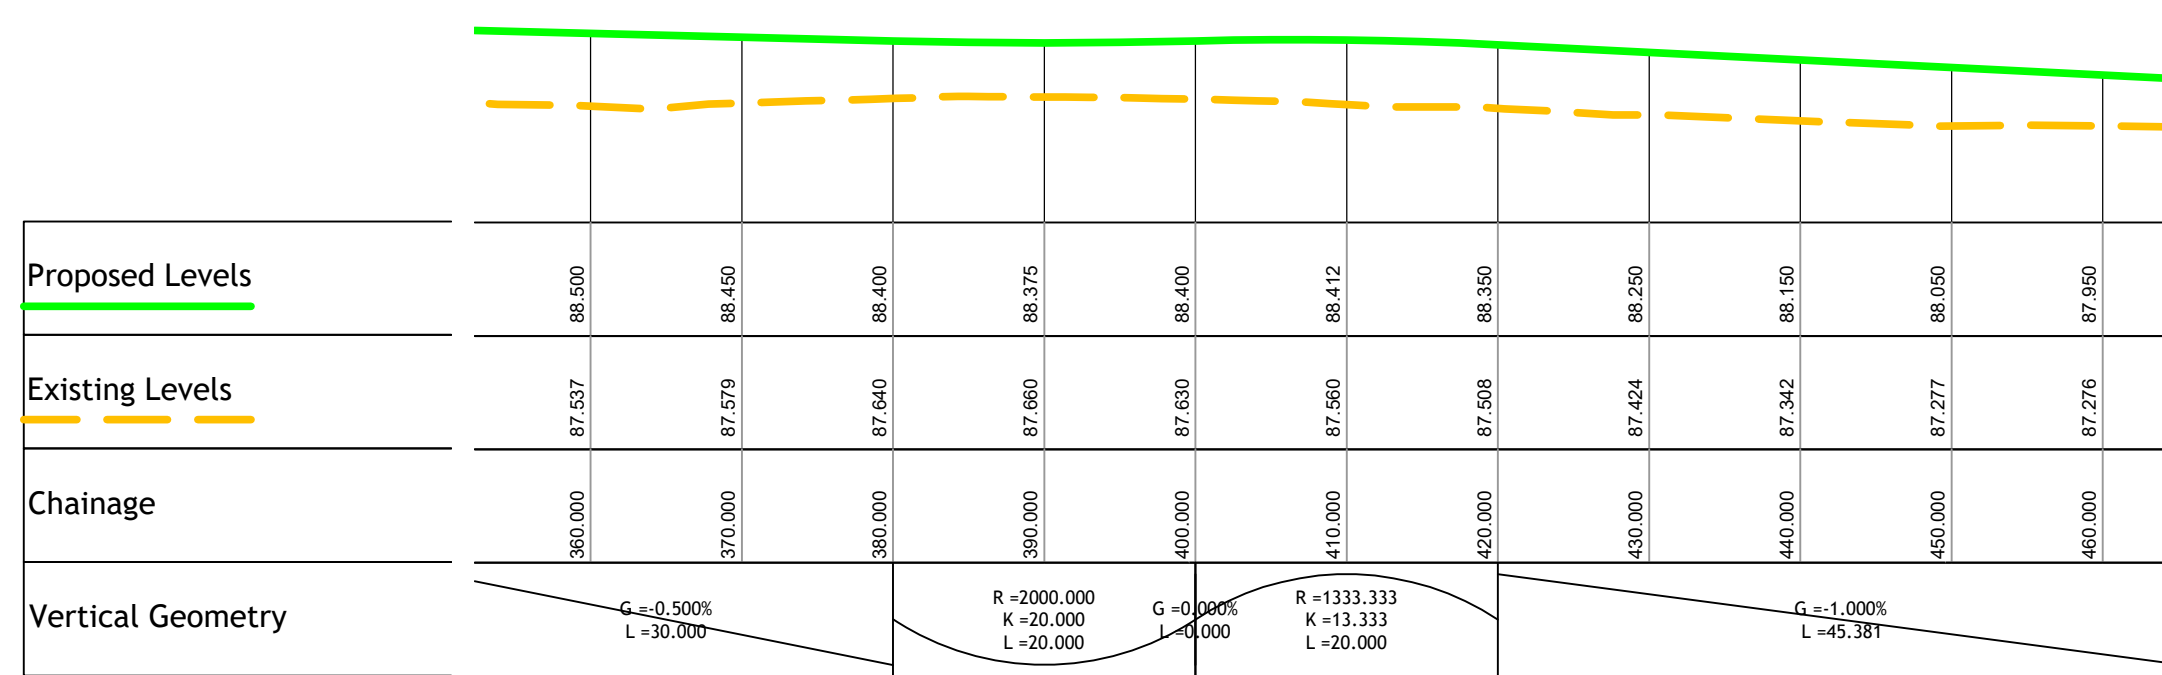 Proposed Levels
88.500
88.450
88.400
88.375
88.400
88.412
88.350
88.250
88.150
88.050
87.950
Existing Levels
87.537
87.579
87.640
87.660
87.630
87.560
87.508
87.424
87.342
87.277
87.276
Chainage
360.000
370.000
380.000
390.000
400.000
410.000
420.000
430.000
440.000
450.000
460.000
Vertical Geometry
G =-0.500%
L =30.000
R =2000.000
K =20.000
L =20.000
G =0.000%
L =0.000
R =1333.333
K =13.333
L =20.000
G =-1.000%
L =45.381